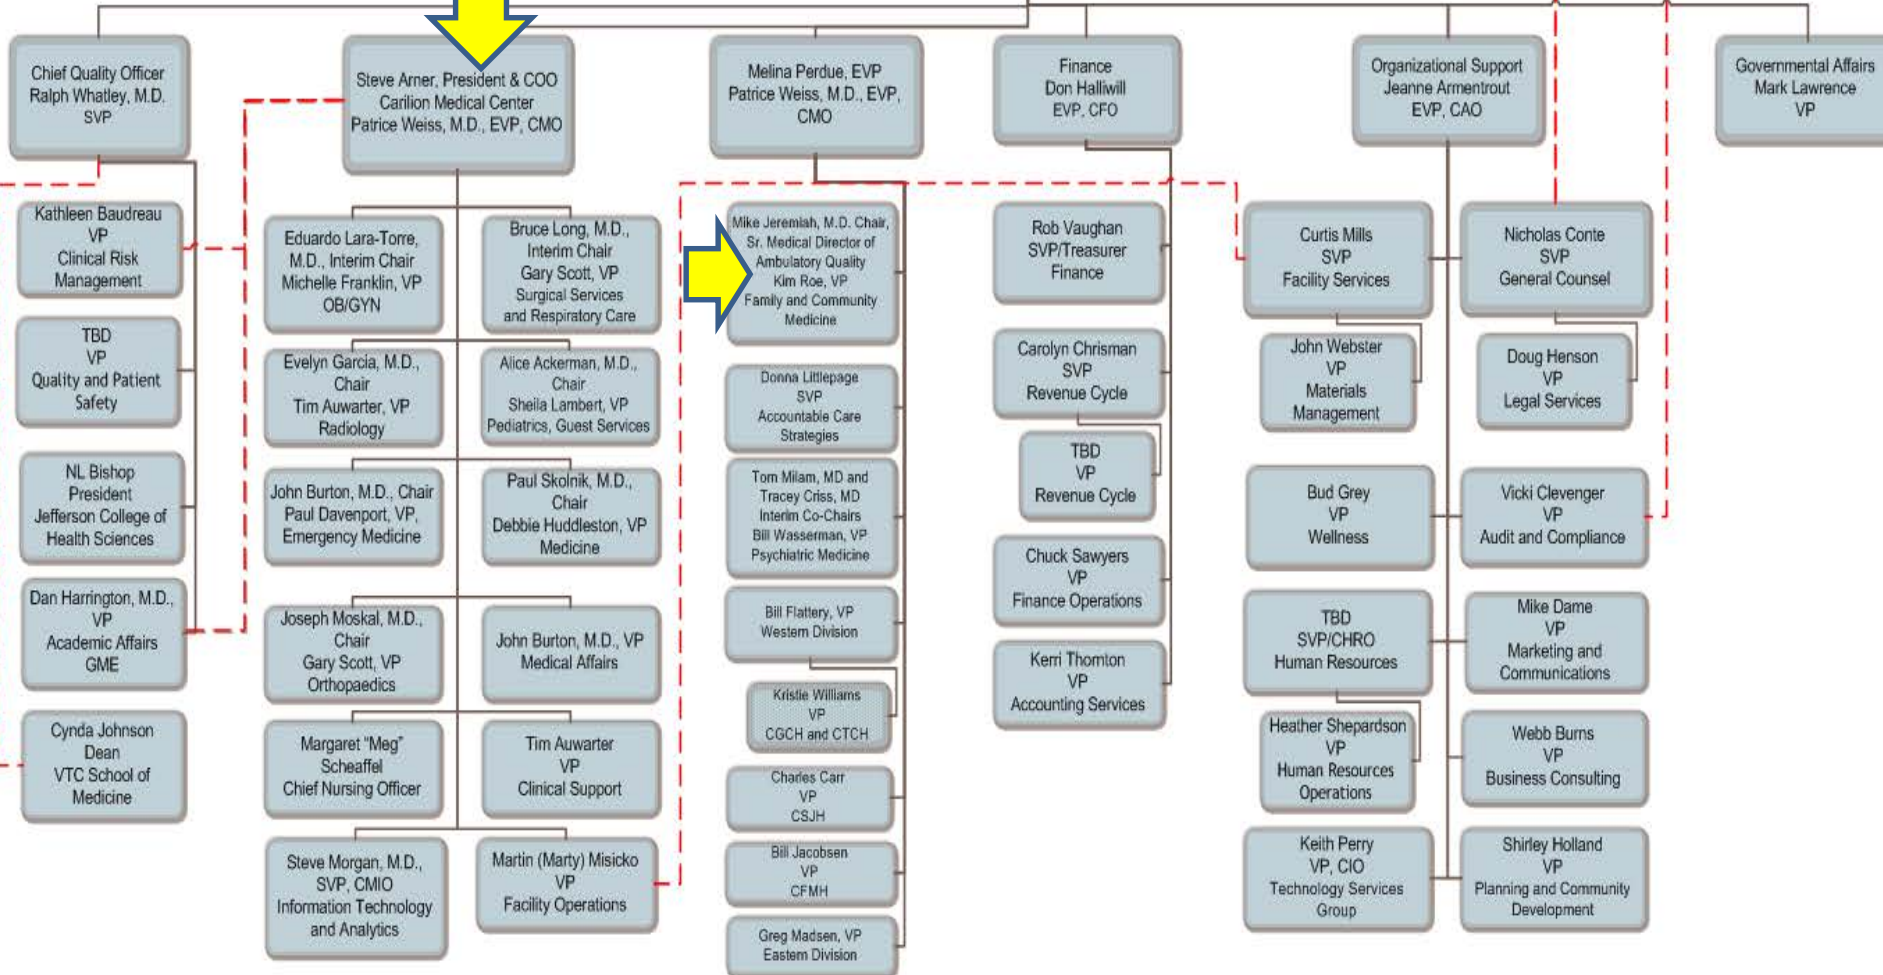 Chief Quality Officer
Ralph Whatley, M.D.
SVP
Steve Arner, President & COO
Carilion Medical Center
Patrice Weiss, M.D., EVP, CMO
Melina Perdue, EVP
Patrice Weiss, M.D., EVP,
CMO
Finance
Don Halliwill
EVP, CFO
Organizational Support
Jeanne Armentrout
EVP, CAO
Governmental Affairs
Mark Lawrence
VP
Kathleen Baudreau
VP
Clinical Risk
Management
TBD
VP
Quality and Patient
Safety
NL Bishop
President
Jefferson College of
Health Sciences
Dan Harrington, M.D.,
VP
Academic Affairs
GME
Cynda Johnson
Dean
VTC School of
Medicine
Eduardo Lara-Torre,
M.D., Interim Chair
Michelle Franklin, VP
OB/GYN
Bruce Long, M.D.,
Interim Chair
Gary Scott, VP
Surgical Services
and Respiratory Care
Evelyn Garcia, M.D.,
Chair
Tim Auwarter, VP
Radiology
Alice Ackerman, M.D.,
Chair
Sheila Lambert, VP
Pediatrics, Guest Services
John Burton, M.D., Chair
Paul Davenport, VP,
Emergency Medicine
Paul Skolnik, M.D.,
Chair
Debbie Huddleston, VP
Medicine
Joseph Moskal, M.D.,
Chair
Gary Scott, VP
Orthopaedics
John Burton, M.D., VP
Medical Affairs
Margaret "Meg"
Scheaffel
Chief Nursing Officer
Tim Auwarter
VP
Clinical Support
Steve Morgan, M.D.,
SVP, CMIO
Information Technology
and Analytics
Martin (Marty) Misicko
VP
Facility Operations
Mike Jeremiah, M.D. Chair,
Sr. Medical Director of
Ambulatory Quality
Kim Roe, VP
Family and Community
Medicine
Donna Littlepage
SVP
Accountable Care
Strategies
Tom Milam, MD and
Tracey Criss, MD
Interim Co-Chairs
Bill Wasserman, VP
Psychiatric Medicine
Bill Flattery, VP
Western Division
Kristie Williams
VP
CGCH and CTCH
Charles Carr
VP
CSJH
Bill Jacobsen
VP
CFMH
Greg Madsen, VP
Eastern Division
Rob Vaughan
SVP/Treasurer
Finance
Carolyn Chrisman
SVP
Revenue Cycle
TBD
VP
Revenue Cycle
Chuck Sawyers
VP
Finance Operations
Kerri Thornton
VP
Accounting Services
Curtis Mills
SVP
Facility Services
Nicholas Conte
SVP
General Counsel
John Webster
VP
Materials
Management
Doug Henson
VP
Legal Services
Bud Grey
VP
Wellness
Vicki Clevenger
VP
Audit and Compliance
TBD
SVP/CHRO
Human Resources
Mike Dame
VP
Marketing and
Communications
Heather Shepardson
VP
Human Resources
Operations
Webb Burns
VP
Business Consulting
Keith Perry
VP, CIO
Technology Services
Group
Shirley Holland
VP
Planning and Community
Development